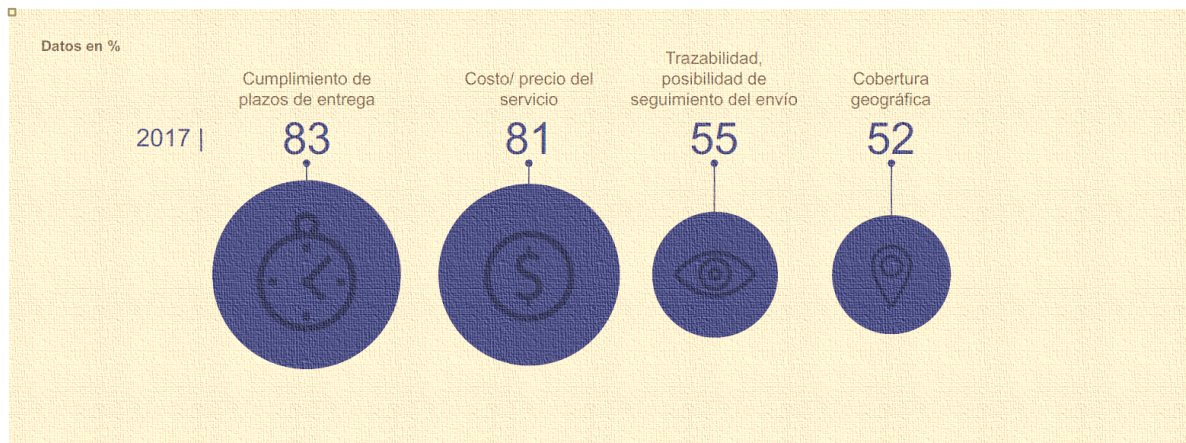 Datos en %
Cumplimiento de
plazos de entrega
83
Costo/ precio del
servicio
81
Trazabilidad,
posibilidad de
seguimiento del envío
55
Cobertura
geográfica
52
2017 |
$